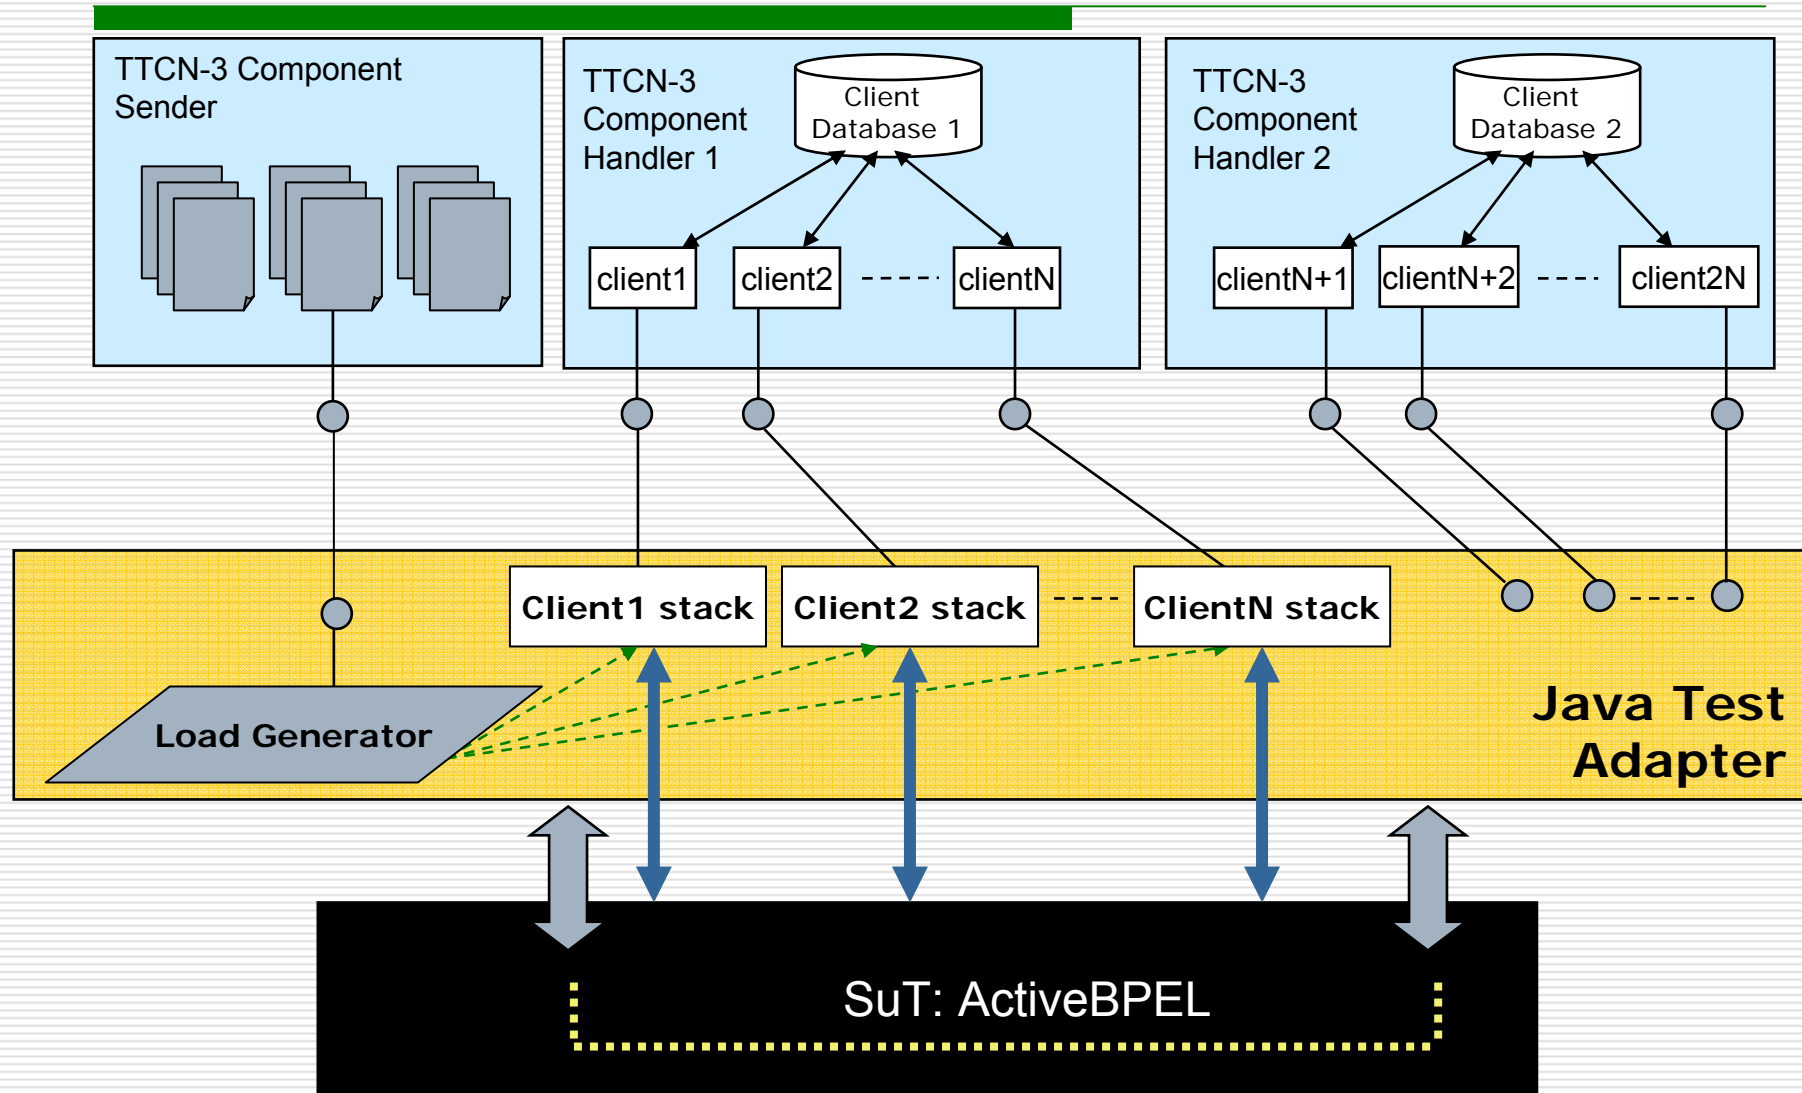 TTCN-3 Component
Sender
TTCN-3
Component
Handler 1
Client
Database 1
client1
client2
clientN
TTCN-3
Component
Handler 2
Client
Database 2
clientN+1
clientN+2
client2N
Client1 stack
Client2 stack
ClientN stack
Load Generator
Java Test
Adapter
SuT: ActiveBPEL